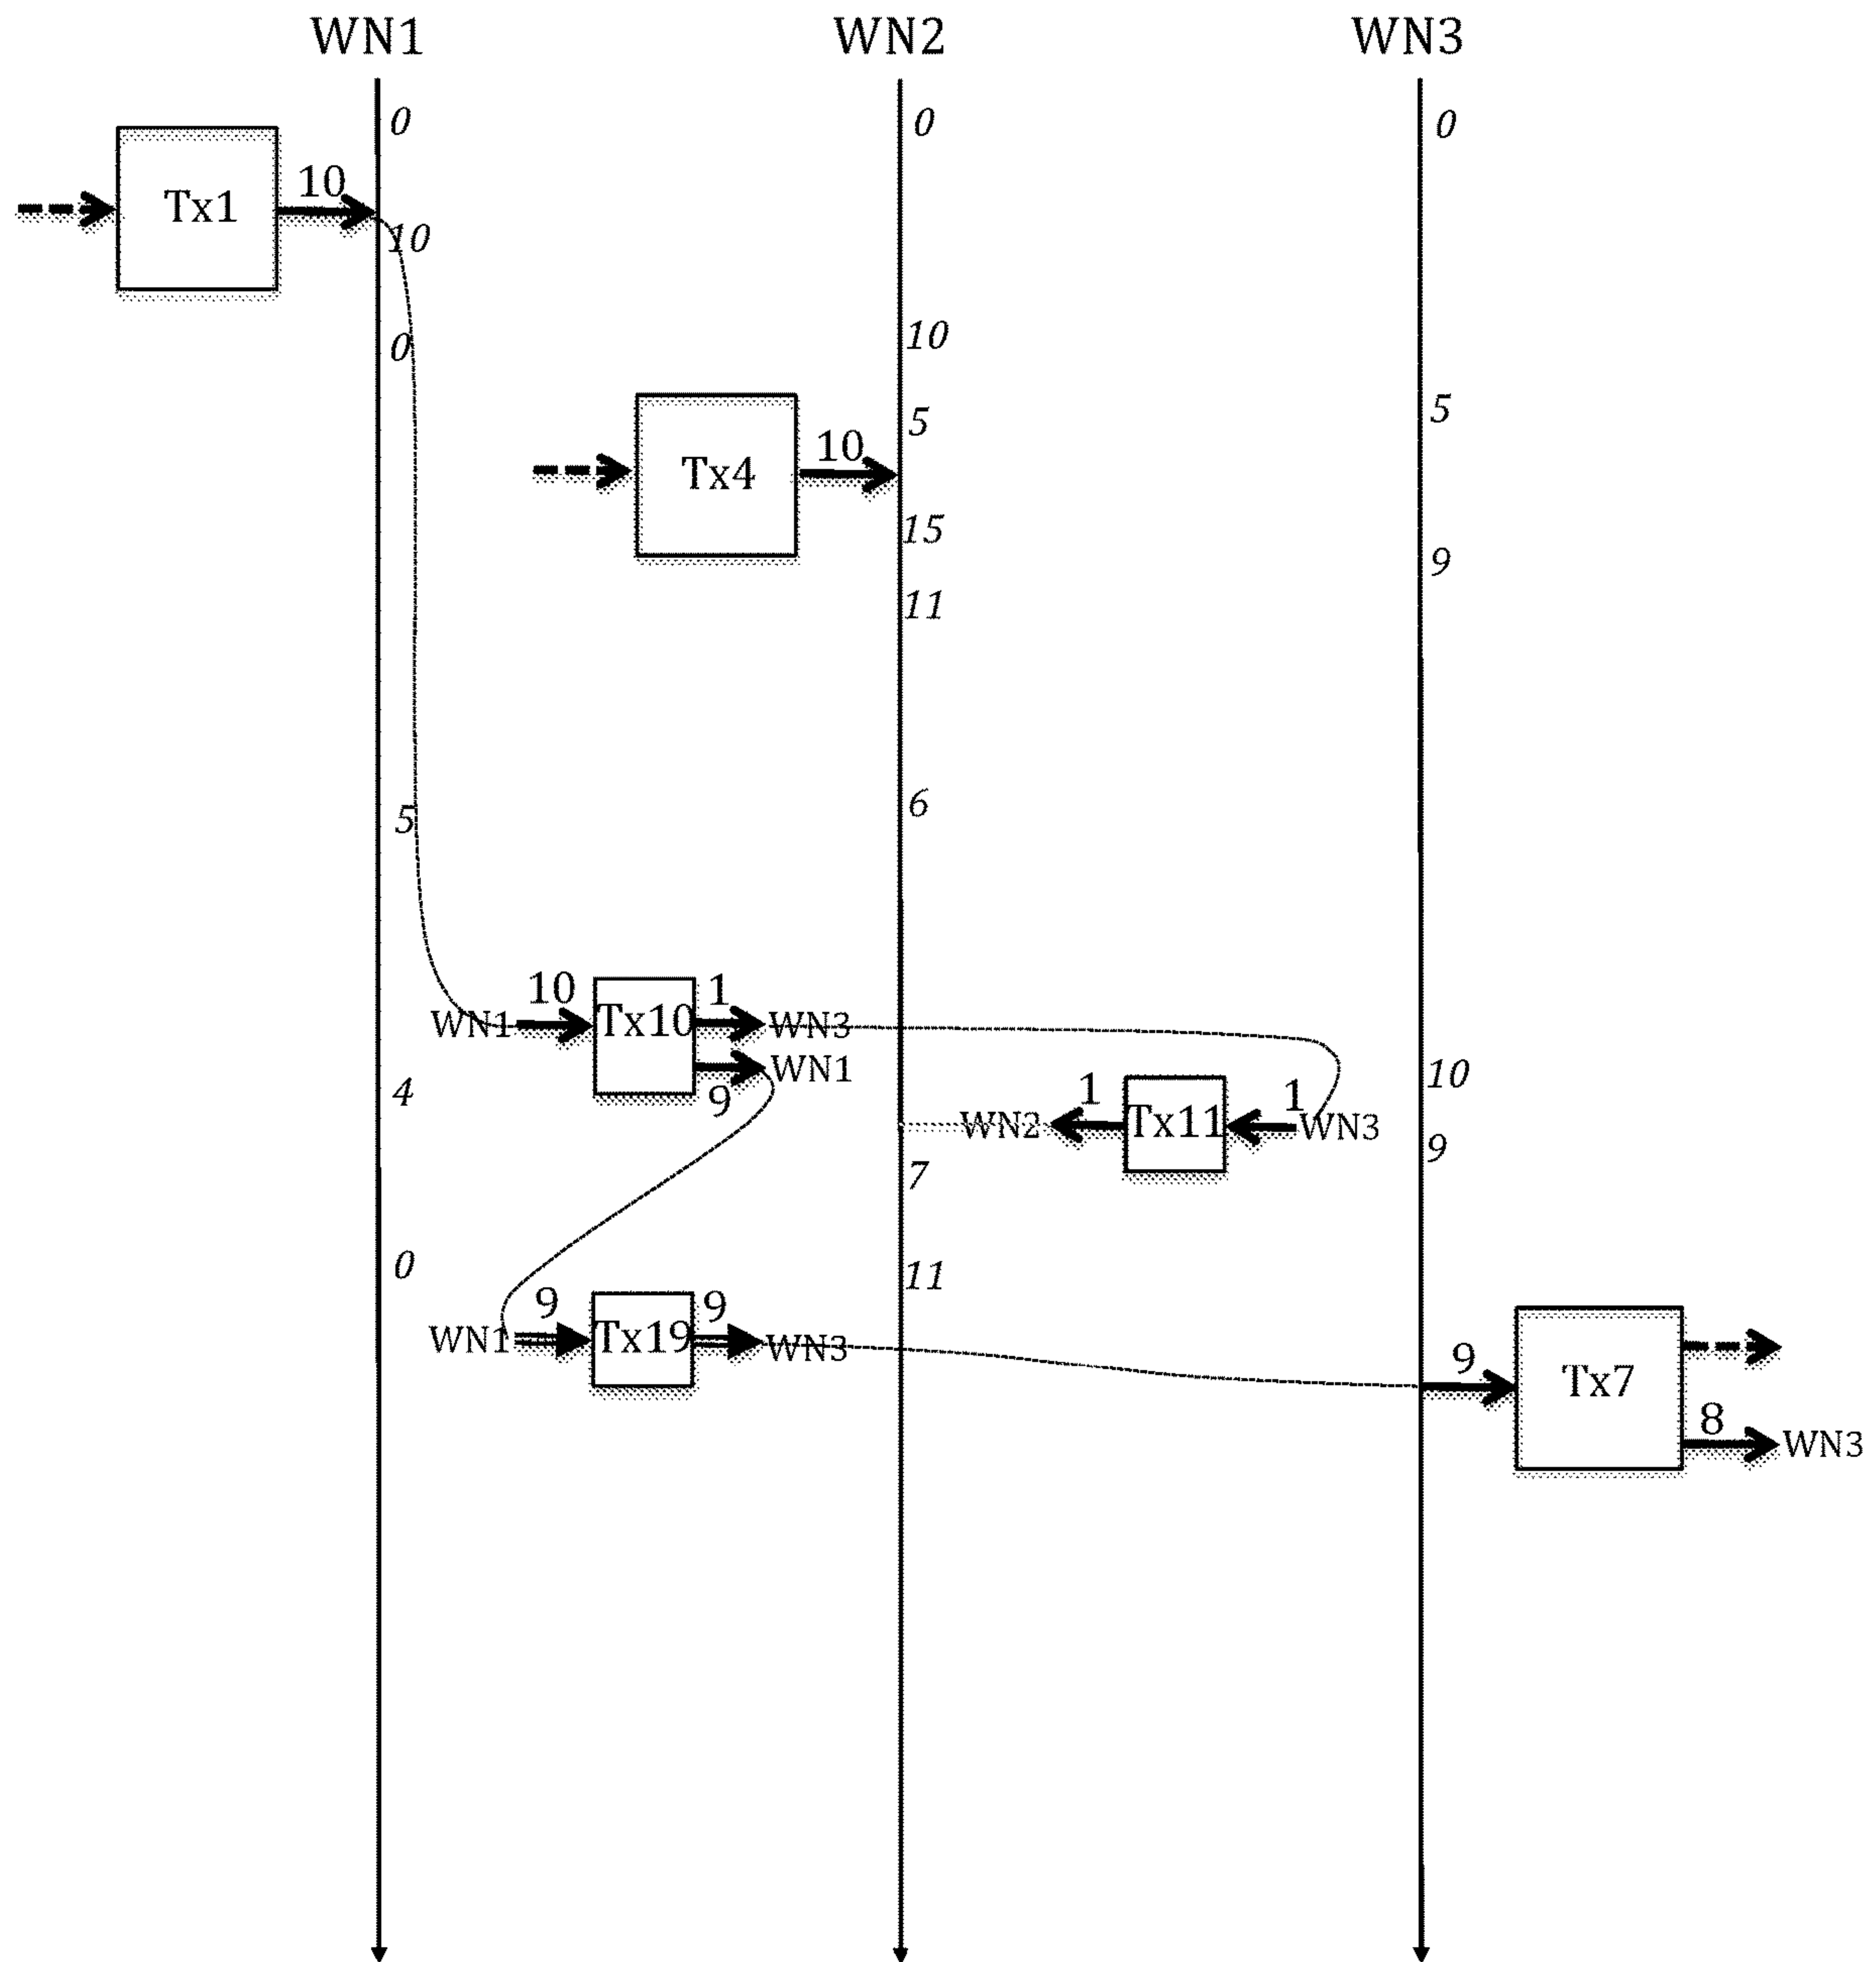 WN1 WN2 WN3
0 0 0
Tx1 10
10
0 10
5 5
Tx4 10
15
9
11
5 6
WN1 10 Tx10 1 WN3
9 WN1
4 10
WN2 1 Tx11 1 WN3
7 9
0 11
WN1 9 Tx19 9 WN3
9 Tx7
8 WN3